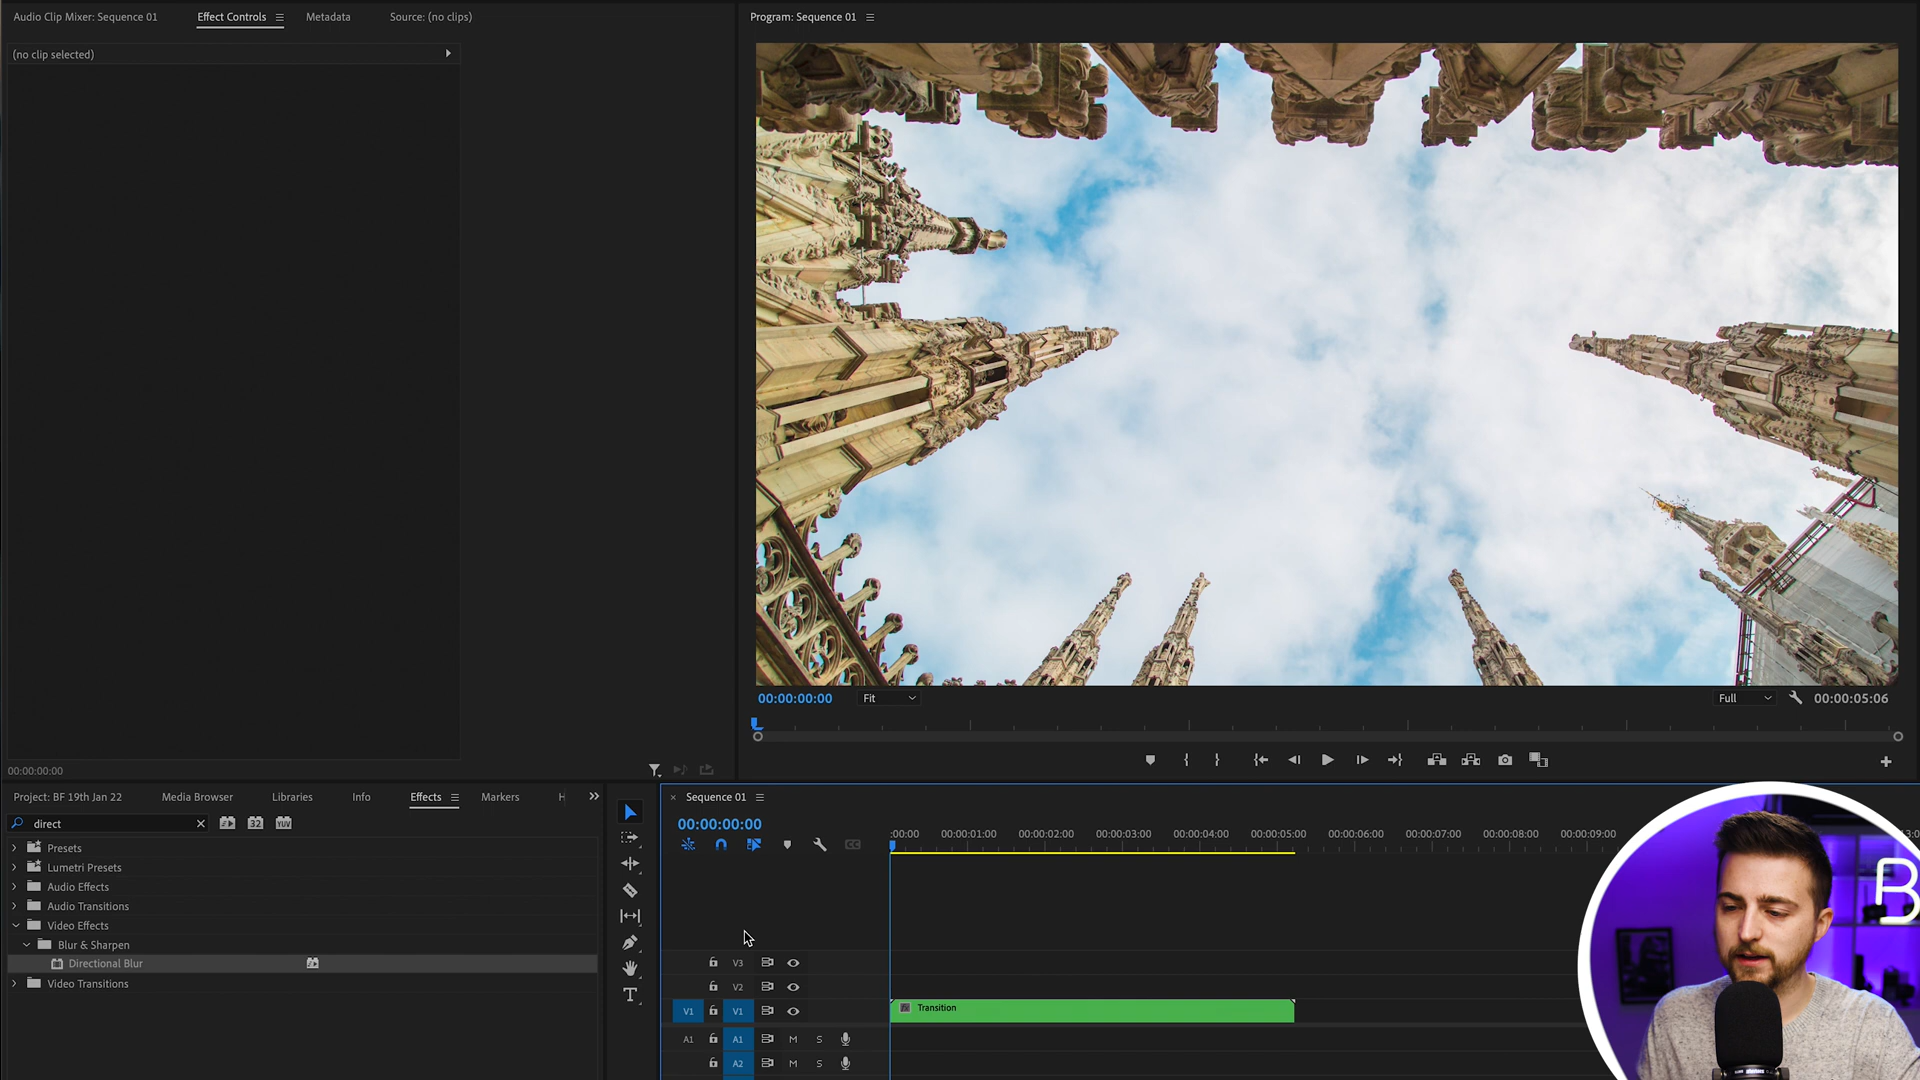 Audio Clip Mixer: Sequence 01
Effect Controls
Metadata
Source: (no clips)
Program: Sequence 01
(no clip selected)
00:00:00:00
Fit
Full
00:00:05:06
00:00:00:00
Project: BF 19th Jan 22
Media Browser
Libraries
Info
Effects
Markers
H
Sequence 01
direct
32
YUV
00:00:00:00
:00:00
00:00:01:00
00:00:02:00
00:00:03:00
00:00:04:00
00:00:05:00
00:00:06:00
00:00:07:00
00:00:08:00
00:00:09:00
Presets
Lumetri Presets
Audio Effects
Audio Transitions
Video Effects
Blur & Sharpen
Directional Blur
Video Transitions
V3
V2
V1
V1
Transition
A1
A1
M
S
A2
M
S
B